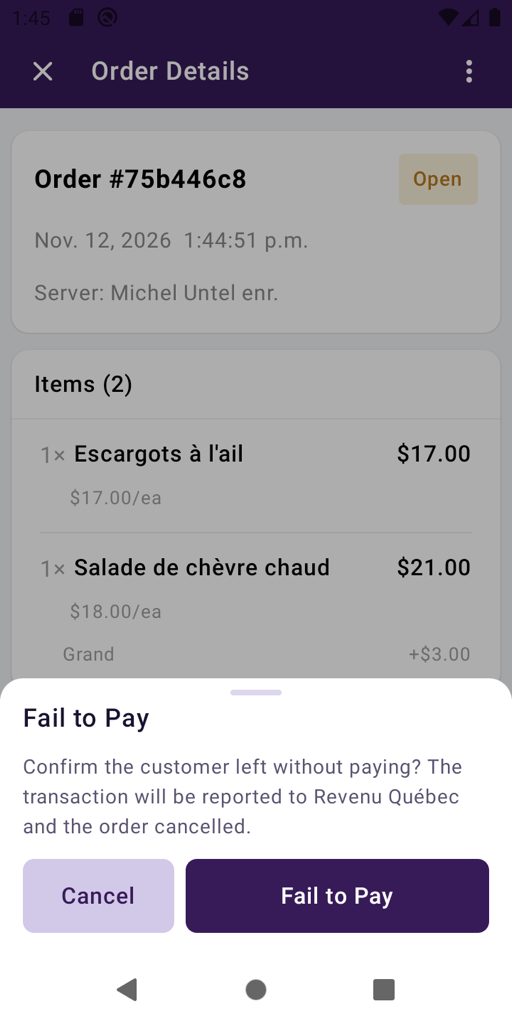 1:45
Order Details
Order #75b446c8
Open
Nov. 12, 2026 1:44:51 p.m.
Server: Michel Untel enr.
Items (2)
1× Escargots à l'ail $17.00
$17.00/ea
1× Salade de chèvre chaud $21.00
$18.00/ea
Grand +$3.00
Fail to Pay
Confirm the customer left without paying? The
transaction will be reported to Revenu Québec
and the order cancelled.
Cancel
Fail to Pay